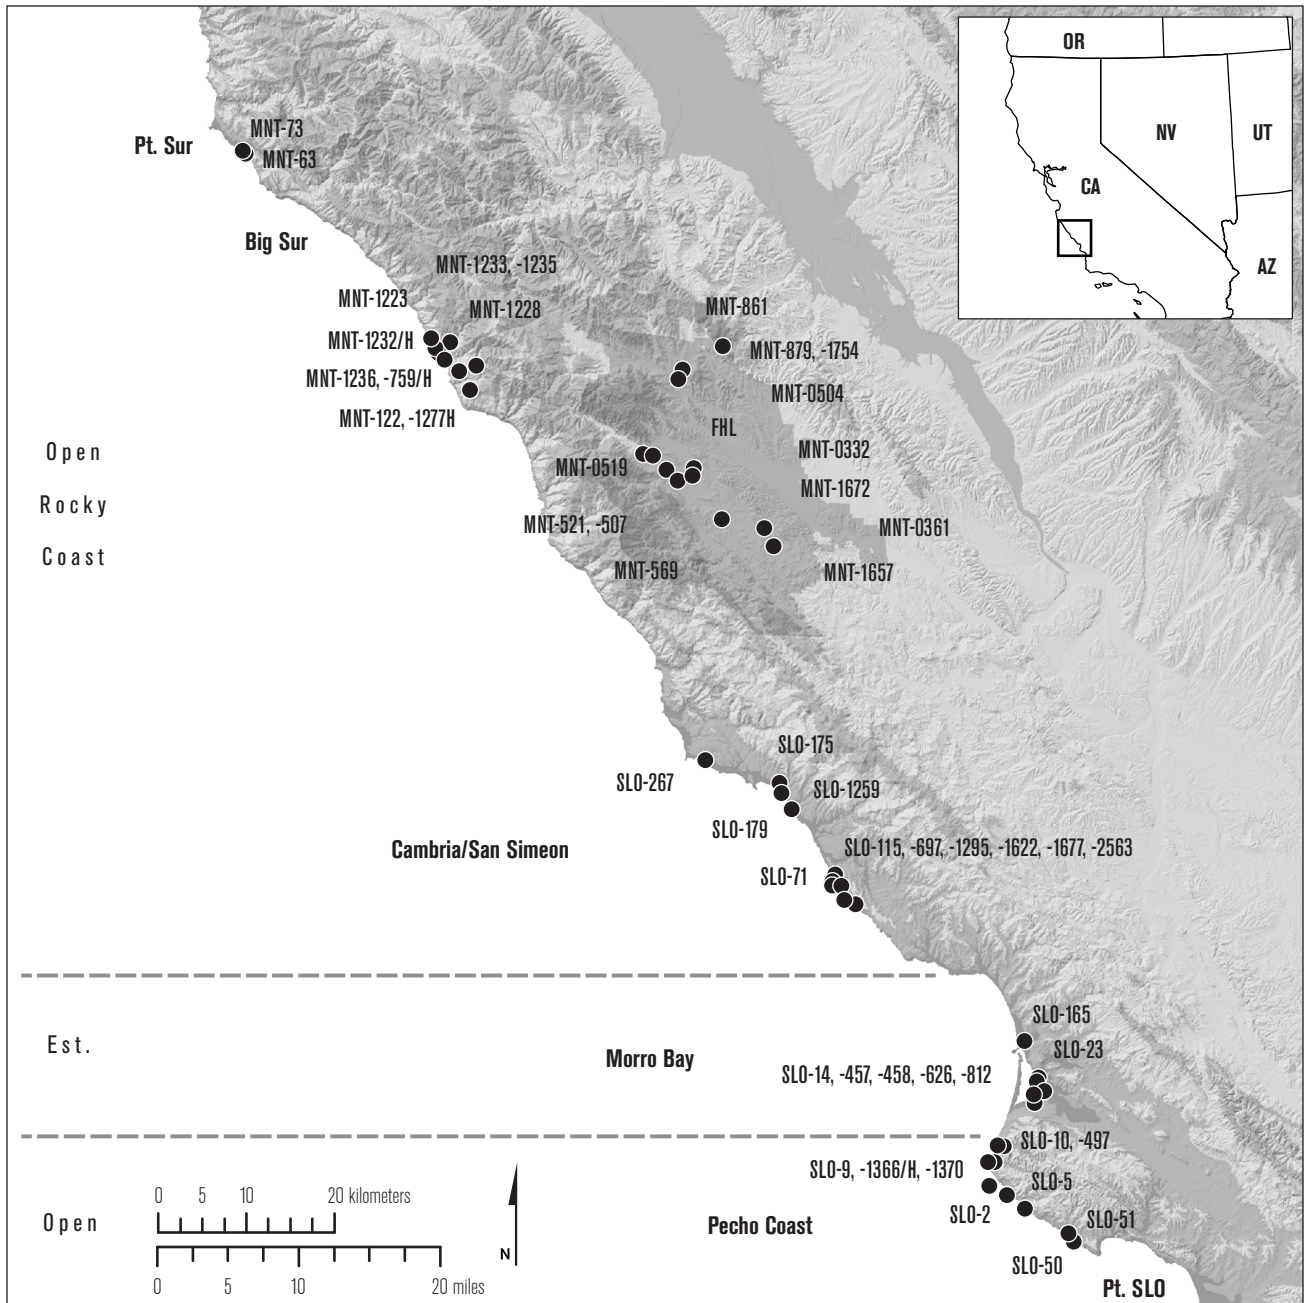 OR
NV
UT
CA
AZ
MNT-73
Pt. Sur
MNT-63
Big Sur
MNT-1233, -1235
MNT-1223
MNT-1228
MNT-861
MNT-1232/H
MNT-879, -1754
MNT-1236, -759/H
MNT-0504
MNT-122, -1277H
FHL
Open
Rocky
Coast
MNT-0332
MNT-0519
MNT-1672
MNT-521, -507
MNT-0361
MNT-569
MNT-1657
SLO-175
SLO-267
SLO-1259
SLO-179
Cambria/San Simeon
SLO-115, -697, -1295, -1622, -1677, -2563
SLO-71
SLO-165
Est.
SLO-23
Morro Bay
SLO-14, -457, -458, -626, -812
SLO-10, -497
SLO-9, -1366/H, -1370
SLO-5
SLO-2
Open
Pecho Coast
SLO-51
SLO-50
Pt. SLO
0 5 10 20 kilometers
N
0 5 10 20 miles